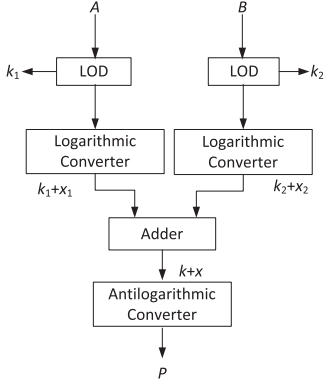 A
B
k₁
LOD
LOD
k₂
Logarithmic
Converter
Logarithmic
Converter
k₁+x₁
k₂+x₂
Adder
k+x
Antilogarithmic
Converter
P